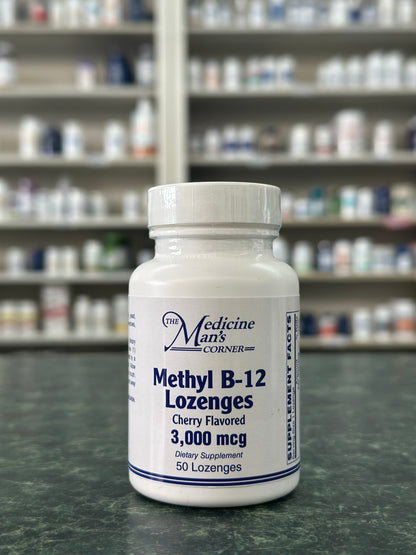 THE Medicine
Man's
CORNER
Methyl B-12
Lozenges
Cherry Flavored
3,000 mcg
Dietary Supplement
50 Lozenges
SUPPLEMENT FACTS